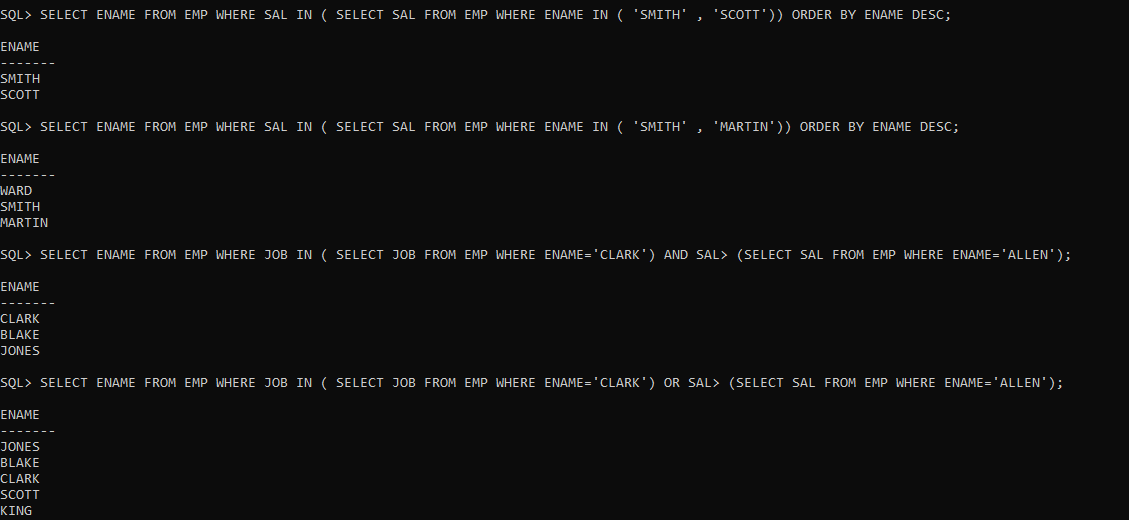 SQL> SELECT ENAME FROM EMP WHERE SAL IN ( SELECT SAL FROM EMP WHERE ENAME IN ( 'SMITH' , 'SCOTT')) ORDER BY ENAME DESC;
ENAME
-------
SMITH
SCOTT
SQL> SELECT ENAME FROM EMP WHERE SAL IN ( SELECT SAL FROM EMP WHERE ENAME IN ( 'SMITH' , 'MARTIN')) ORDER BY ENAME DESC;
ENAME
-------
WARD
SMITH
MARTIN
SQL> SELECT ENAME FROM EMP WHERE JOB IN ( SELECT JOB FROM EMP WHERE ENAME='CLARK') AND SAL> (SELECT SAL FROM EMP WHERE ENAME='ALLEN');
ENAME
-------
CLARK
BLAKE
JONES
SQL> SELECT ENAME FROM EMP WHERE JOB IN ( SELECT JOB FROM EMP WHERE ENAME='CLARK') OR SAL> (SELECT SAL FROM EMP WHERE ENAME='ALLEN');
ENAME
-------
JONES
BLAKE
CLARK
SCOTT
KING